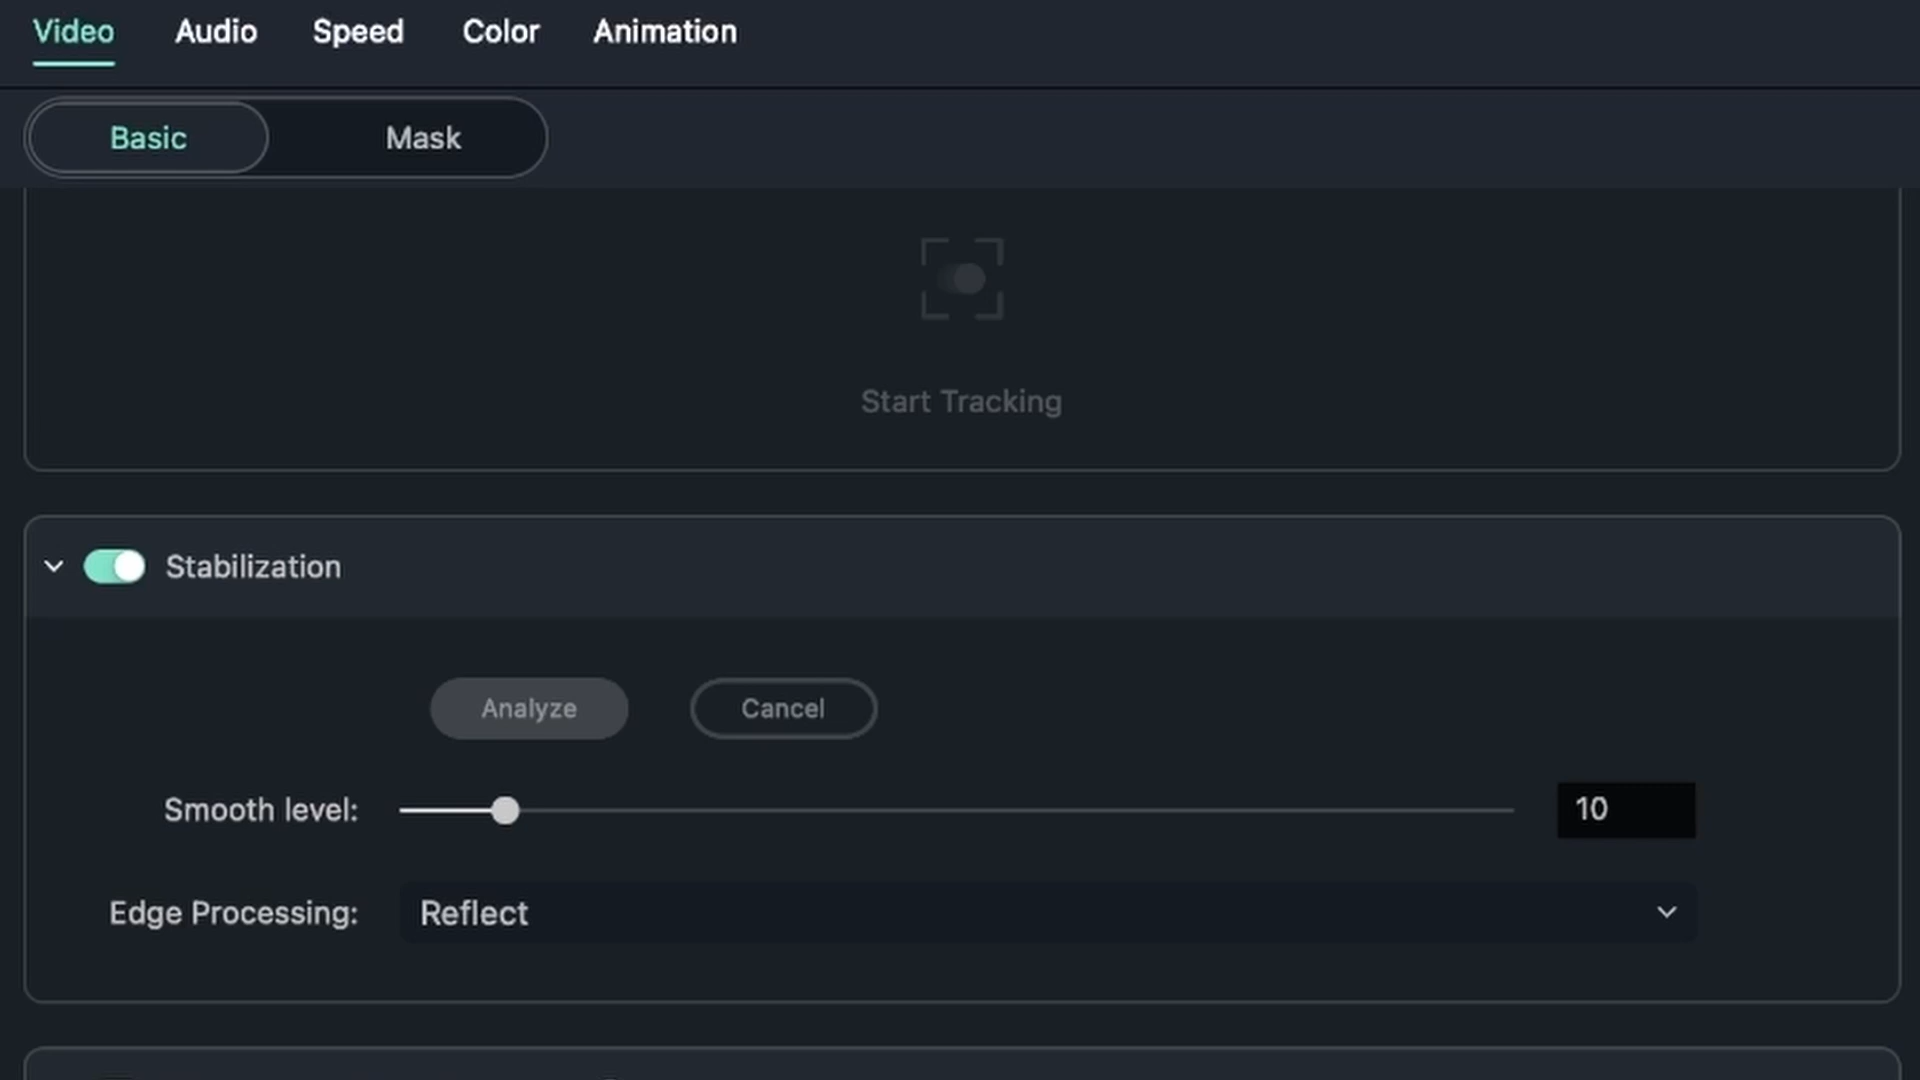 Video Audio Speed Color Animation
Basic Mask
Start Tracking
Stabilization
Analyze Cancel
Smooth level: 10
Edge Processing: Reflect